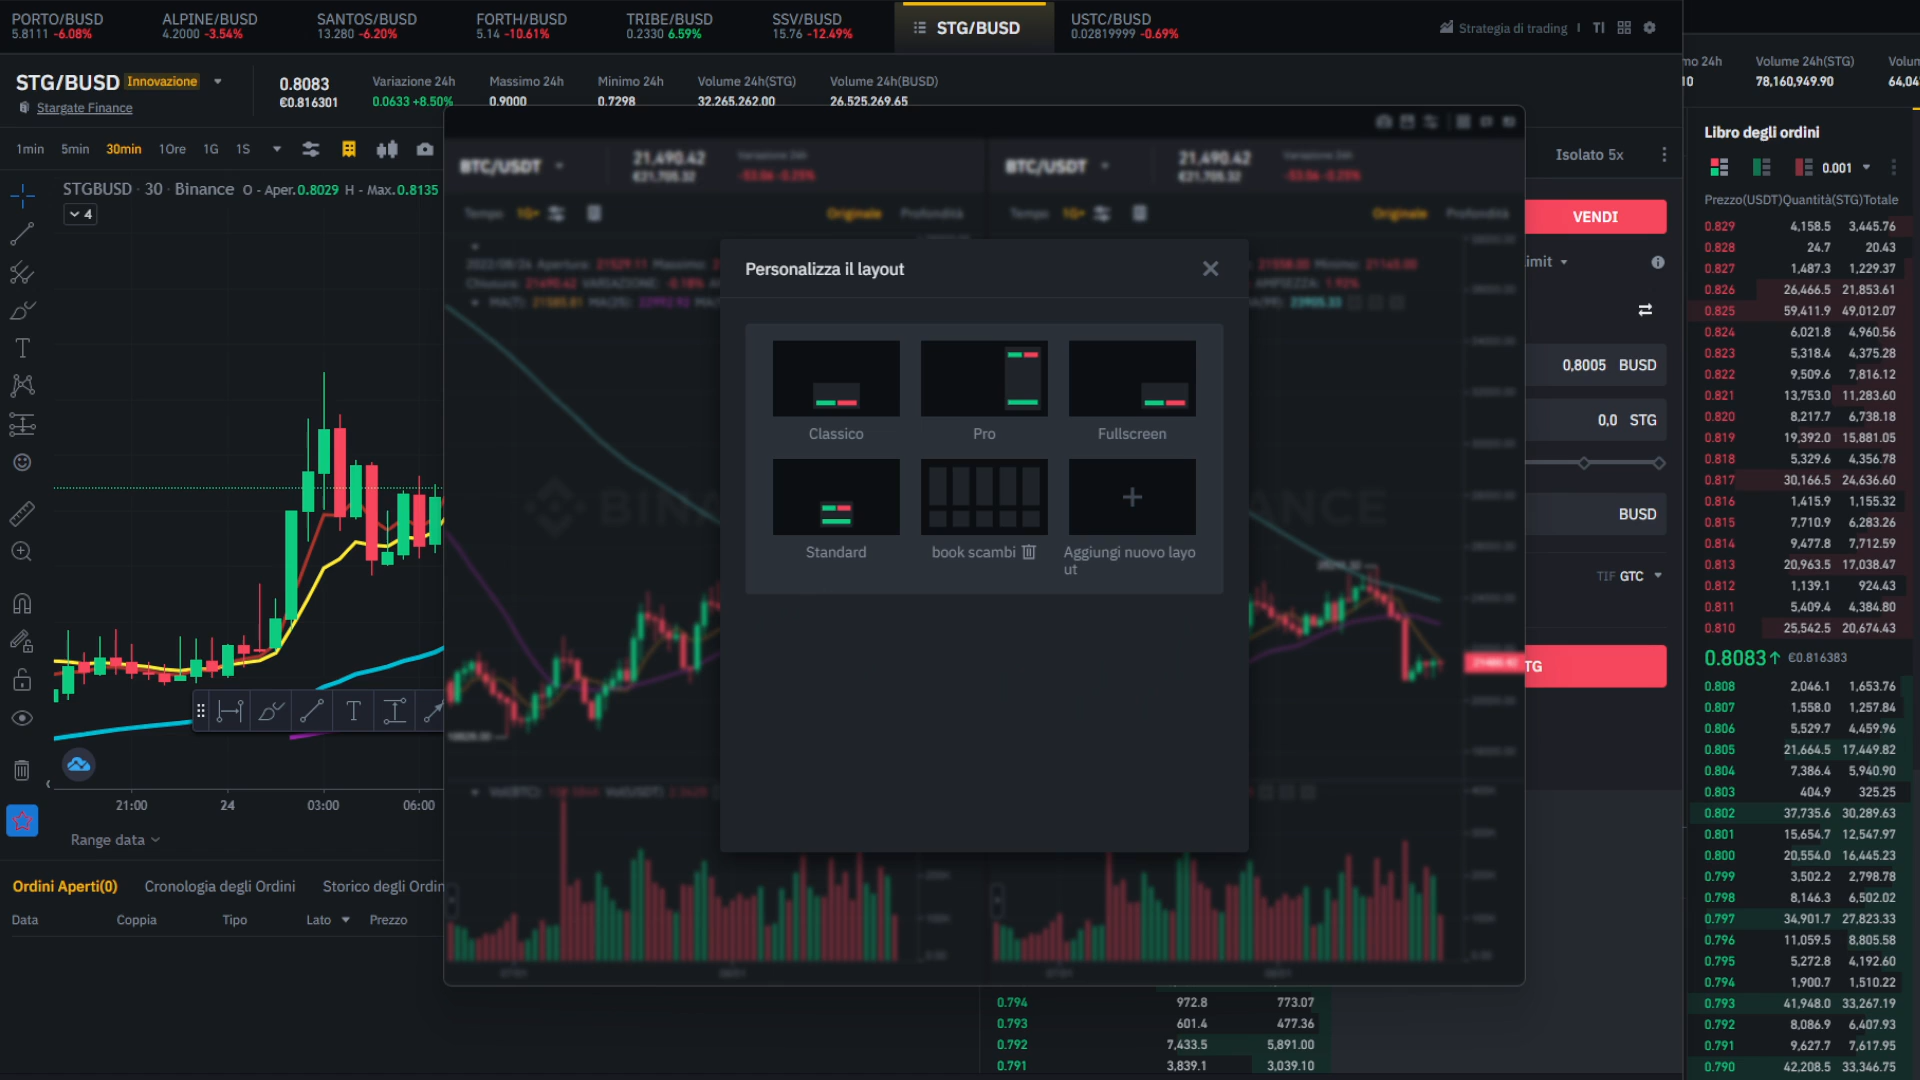 PORTO/BUSD
5.8111 -6.08%
ALPINE/BUSD
4.2000 -3.54%
SANTOS/BUSD
13.280 -6.20%
FORTH/BUSD
5.14 -10.61%
TRIBE/BUSD
0.2330 6.59%
SSV/BUSD
15.76 -12.49%
STG/BUSD
USTC/BUSD
0.02819999 -0.69%
Strategia di trading
STG/BUSD Innovazione
Stargate Finance
0.8083
€0.816301
Variazione 24h
0.0633 +8.50%
Massimo 24h
0.9000
Minimo 24h
0.7298
Volume 24h(STG)
32.265.262.00
Volume 24h(BUSD)
26.525.269.65
Volume 24h(STG)
78,160,949.90
1min 5min 30min 1Ore 1G 1S
STGBUSD · 30 · Binance O - Aper.0.8029 H - Max.0.8135
4
21:00 24 03:00 06:00
Range data
Ordini Aperti(0) Cronologia degli Ordini
Data Coppia Tipo Lato Prezzo
BTC/USDT
21,490.42
€21,705.32
Originale Profondità
BTC/USDT
21,490.42
€21,705.32
Originale Profondità
Personalizza il layout
Classico
Pro
Fullscreen
Standard
book scambi
Aggiungi nuovo layo
ut
0.794 972.8 773.07
0.793 601.4 477.36
0.792 7,433.5 5,891.00
0.791 3,839.1 3,039.10
Isolato 5x
VENDI
0,8005 BUSD
0,0 STG
BUSD
TIF GTC
Libro degli ordini
0.001
Prezzo(USDT)Quantità(STG)Totale
0.829 4,158.5 3,445.76
0.828 24.7 20.43
0.827 1,487.3 1,229.37
0.826 26,466.5 21,853.61
0.825 59,411.9 49,012.07
0.824 6,021.8 4,960.56
0.823 5,318.4 4,375.28
0.822 9,509.6 7,816.12
0.821 13,753.0 11,283.60
0.820 8,217.7 6,738.18
0.819 19,392.0 15,881.05
0.818 5,329.6 4,356.78
0.817 30,166.5 24,636.60
0.816 1,415.9 1,155.32
0.815 7,710.9 6,283.26
0.814 9,477.8 7,712.59
0.813 20,963.5 17,038.47
0.812 1,139.1 924.43
0.811 5,409.4 4,384.80
0.810 25,542.5 20,674.43
0.8083↑ €0.816383
0.808 2,046.1 1,653.76
0.807 1,558.0 1,257.84
0.806 5,529.7 4,459.96
0.805 21,664.5 17,449.82
0.804 7,386.4 5,940.90
0.803 404.9 325.25
0.802 37,735.6 30,289.63
0.801 15,654.7 12,547.97
0.800 20,554.0 16,445.23
0.799 3,502.2 2,798.78
0.798 8,146.3 6,502.02
0.797 34,901.7 27,823.33
0.796 11,059.5 8,805.58
0.795 5,272.8 4,192.60
0.794 1,900.7 1,510.22
0.793 41,948.0 33,267.19
0.792 8,086.9 6,407.93
0.791 9,627.7 7,617.95
0.790 42,208.5 33,346.75